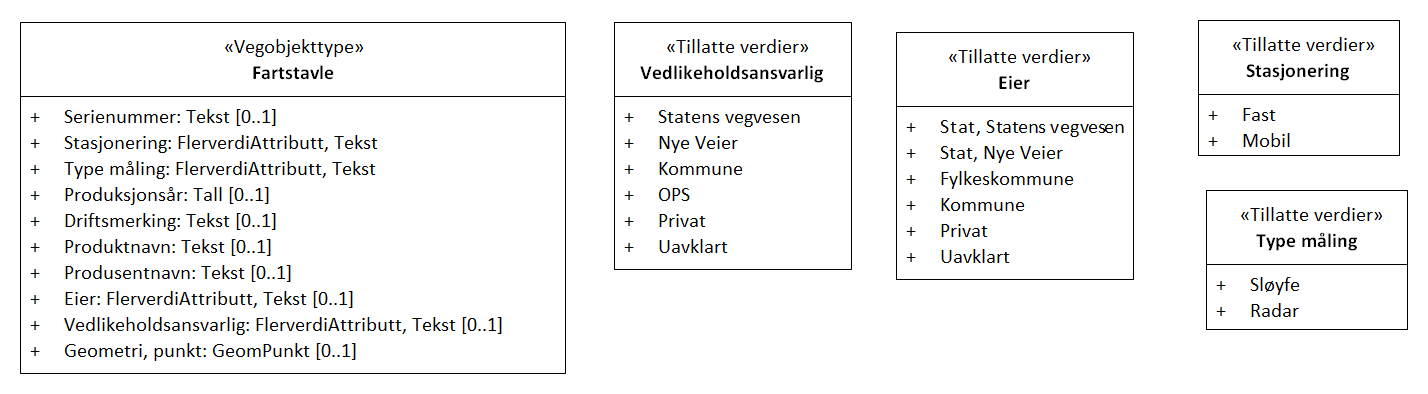 «Vegobjekttype»
Fartstavle
+ Serienummer: Tekst [0..1]
+ Stasjonering: FlerverdiAttributt, Tekst
+ Type måling: FlerverdiAttributt, Tekst
+ Produksjonsår: Tall [0..1]
+ Driftsmerking: Tekst [0..1]
+ Produktnavn: Tekst [0..1]
+ Produsentnavn: Tekst [0..1]
+ Eier: FlerverdiAttributt, Tekst [0..1]
+ Vedlikeholdsansvarlig: FlerverdiAttributt, Tekst [0..1]
+ Geometri, punkt: GeomPunkt [0..1]
«Tillatte verdier»
Vedlikeholdsansvarlig
+ Statens vegvesen
+ Nye Veier
+ Kommune
+ OPS
+ Privat
+ Uavklart
«Tillatte verdier»
Eier
+ Stat, Statens vegvesen
+ Stat, Nye Veier
+ Fylkeskommune
+ Kommune
+ Privat
+ Uavklart
«Tillatte verdier»
Stasjonering
+ Fast
+ Mobil
«Tillatte verdier»
Type måling
+ Sløyfe
+ Radar